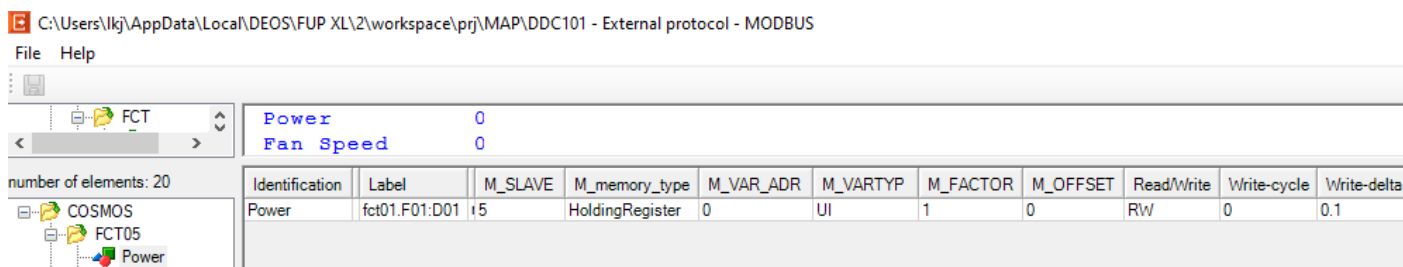 C:\Users\lkj\AppData\Local\DEOS\FUP XL\2\workspace\prj\MAP\DDC101 - External protocol - MODBUS
File Help
FCT
Power 0
Fan Speed 0
number of elements: 20
Identification Label M_SLAVE M_memory_type M_VAR_ADR M_VARTYP M_FACTOR M_OFFSET Read/Write Write-cycle Write-delta
Power fct01.F01:D01 5 HoldingRegister 0 UI 1 0 RW 0 0.1
COSMOS
FCT05
Power